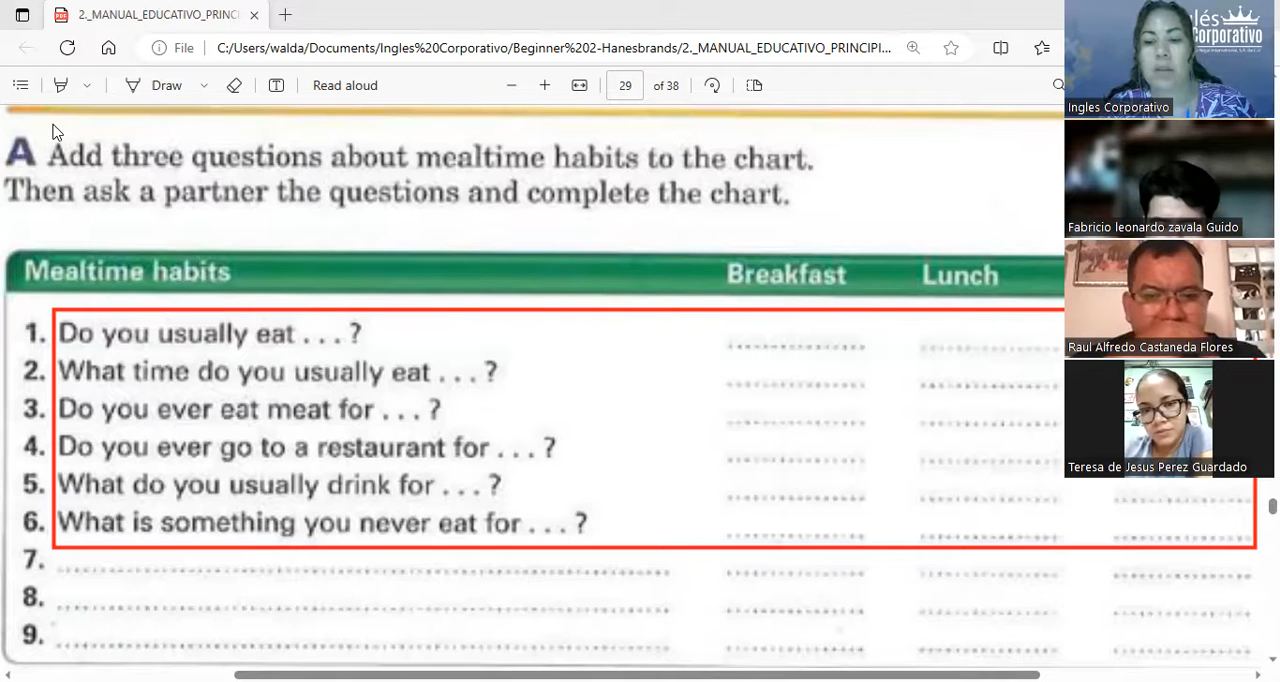 2._MANUAL_EDUCATIVO_PRINCI
File
C:/Users/walda/Documents/Ingles%20Corporativo/Beginner%202-Hanesbrands/2._MANUAL_EDUCATIVO_PRINCIPI...
Draw
Read aloud
29
of 38
lés
Corporativo
Ingles Corporativo
A Add three questions about mealtime habits to the chart.
Then ask a partner the questions and complete the chart.
Fabricio leonardo zavala Guido
Mealtime habits
Breakfast
Lunch
1. Do you usually eat . . . ?
2. What time do you usually eat . . . ?
3. Do you ever eat meat for . . . ?
4. Do you ever go to a restaurant for . . . ?
5. What do you usually drink for . . . ?
6. What is something you never eat for . . . ?
7.
8.
9.
Raul Alfredo Castaneda Flores
Teresa de Jesus Perez Guardado